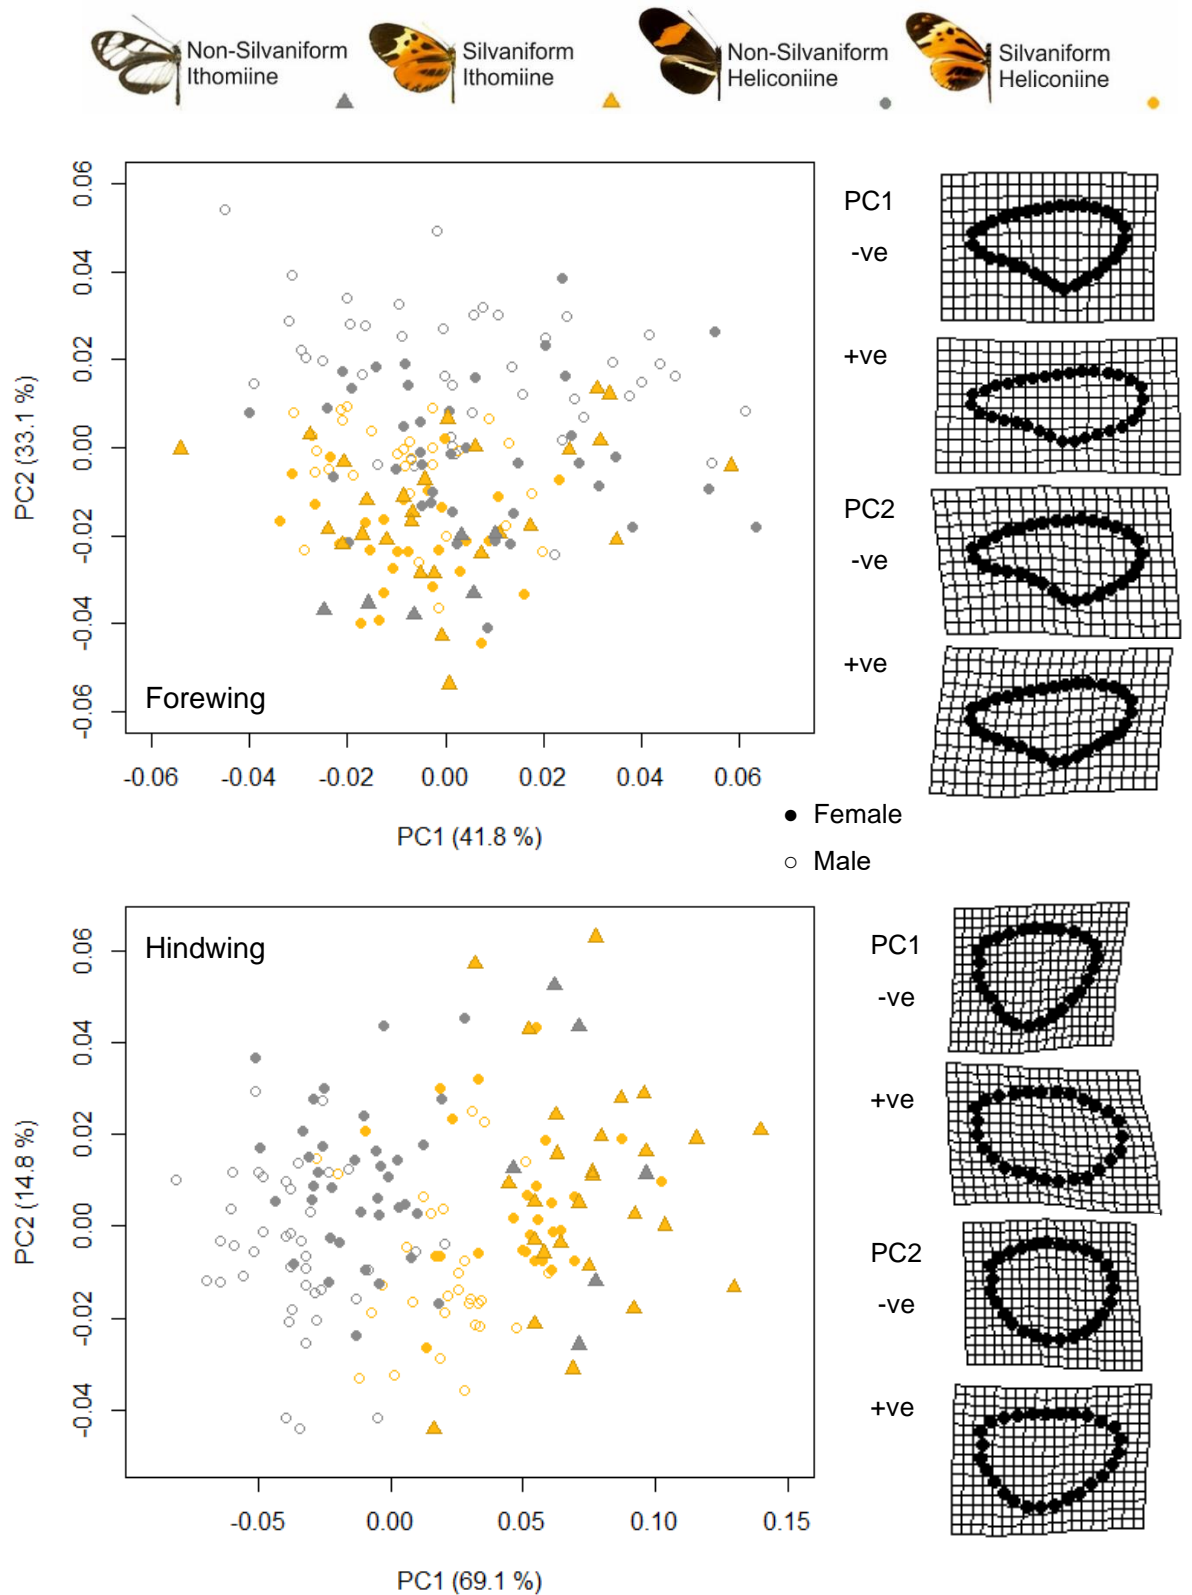 Non-Silvaniform
Ithomiine
Silvaniform
Ithomiine
Non-Silvaniform
Heliconiine
Silvaniform
Heliconiine
0.06
0.04
0.02
0.00
-0.02
-0.04
-0.06
PC2 (33.1 %)
Forewing
-0.06
-0.04
-0.02
0.00
0.02
0.04
0.06
PC1 (41.8 %)
PC1
-ve
+ve
PC2
-ve
+ve
Female
Male
0.06
0.04
0.02
0.00
-0.02
-0.04
PC2 (14.8 %)
Hindwing
-0.05
0.00
0.05
0.10
0.15
PC1 (69.1 %)
PC1
-ve
+ve
PC2
-ve
+ve